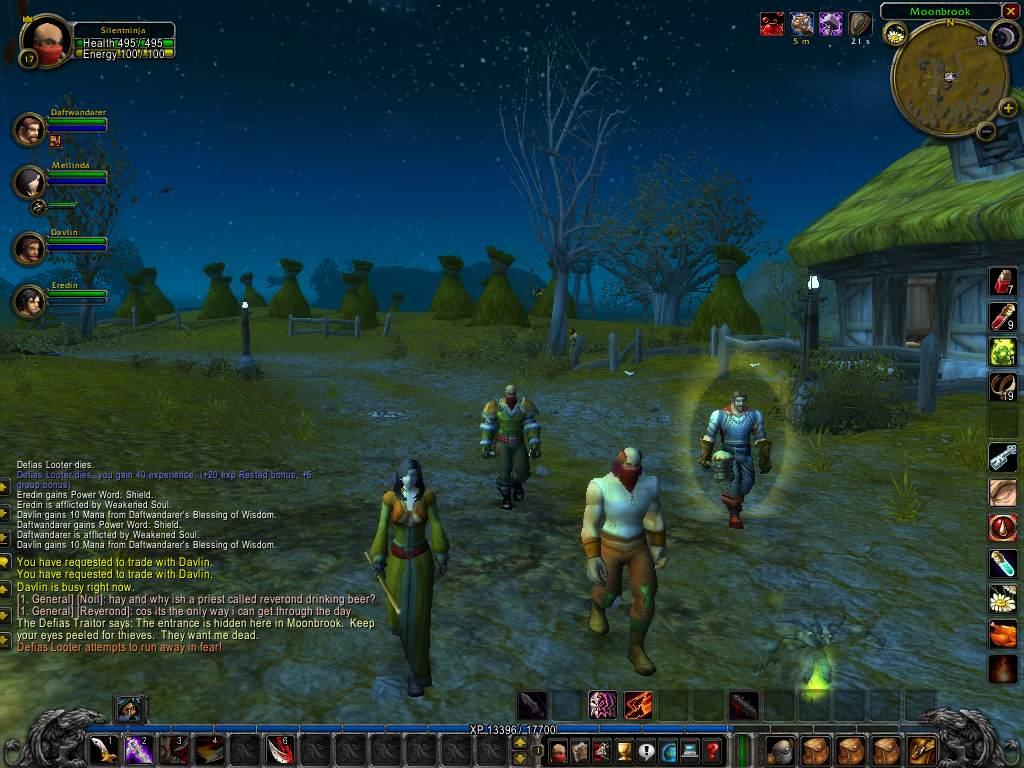 Silentninja
Health 495/495
Energy 100/100
17
Daftwandarer
Mellinda
Davlin
Eredin
5 m
21 s
Moonbrook
N
7
9
1
19
Defias Looter dies.
Defias Looter dies, you gain 40 experience. (+20 exp Rested bonus, +6
group bonus)
Eredin gains Power Word: Shield.
Eredin is afflicted by Weakened Soul.
Davlin gains 10 Mana from Daftwandarer's Blessing of Wisdom.
Daftwandarer gains Power Word: Shield.
Daftwandarer is afflicted by Weakened Soul.
Davlin gains 10 Mana from Daftwandarer's Blessing of Wisdom.
You have requested to trade with Davlin.
You have requested to trade with Davlin.
Davlin is busy right now.
[1. General] [Noil]: hay and why ish a priest called reverond drinking beer?
[1. General] [Reverond]: cos its the only way i can get through the day
The Defias Traitor says: The entrance is hidden here in Moonbrook. Keep
your eyes peeled for thieves. They want me dead.
Defias Looter attempts to run away in fear!
XP 13396 / 17700
1 2 3 4 6 1